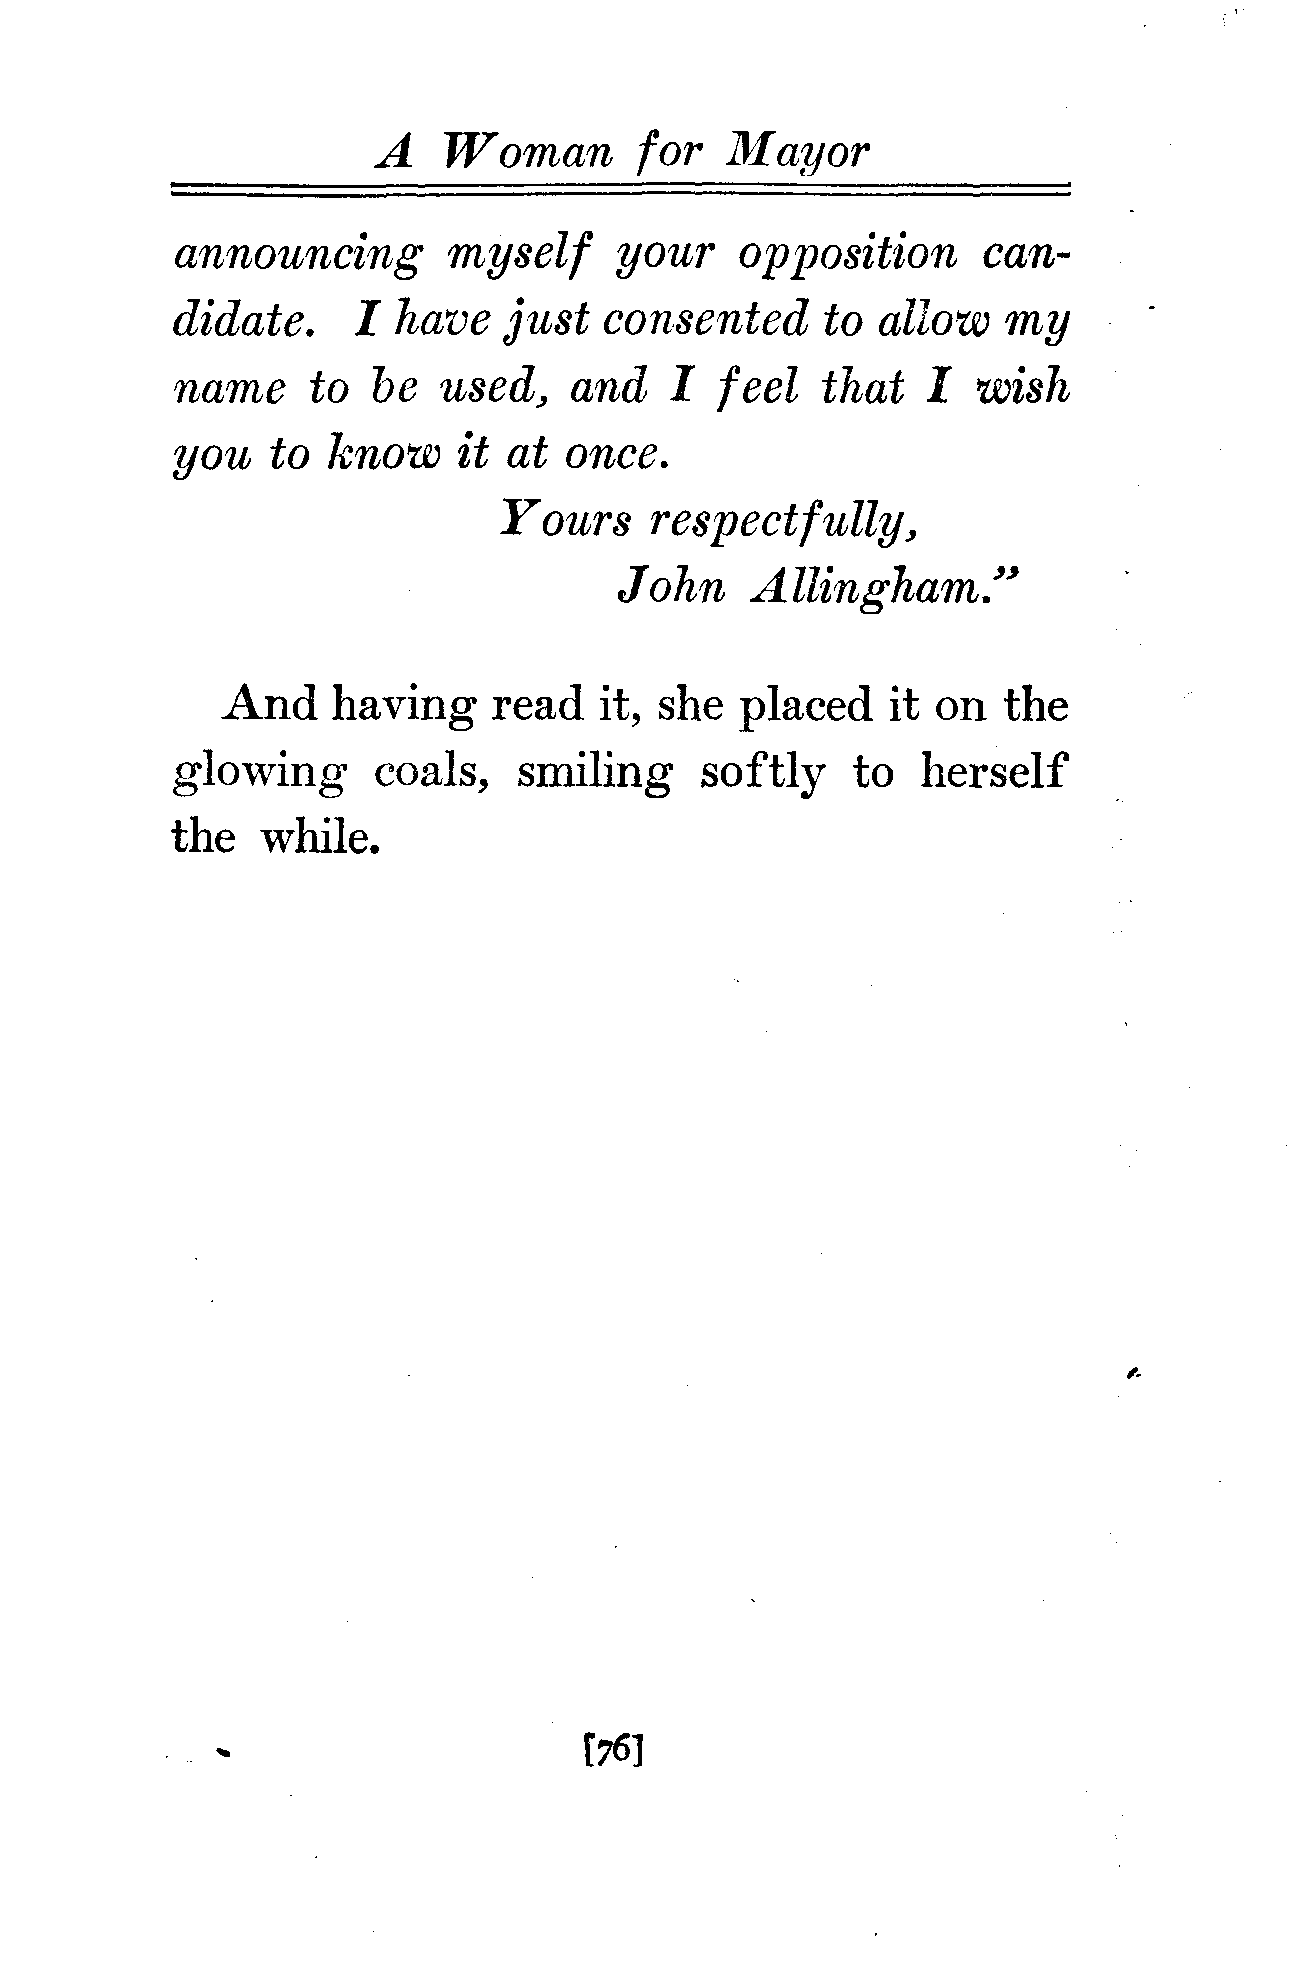 A Woman for Mayor
announcing myself your opposition can-
didate. I have just consented to allow my
name to be used, and I feel that I wish
you to know it at once.
Yours respectfully,
John Allingham.”
And having read it, she placed it on the
glowing coals, smiling softly to herself
the while.
[76]